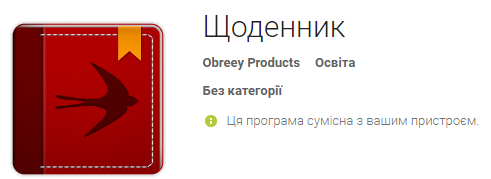 Щоденник
Obreey Products Освіта
Без категорії
Ця програма сумісна з вашим пристроєм.